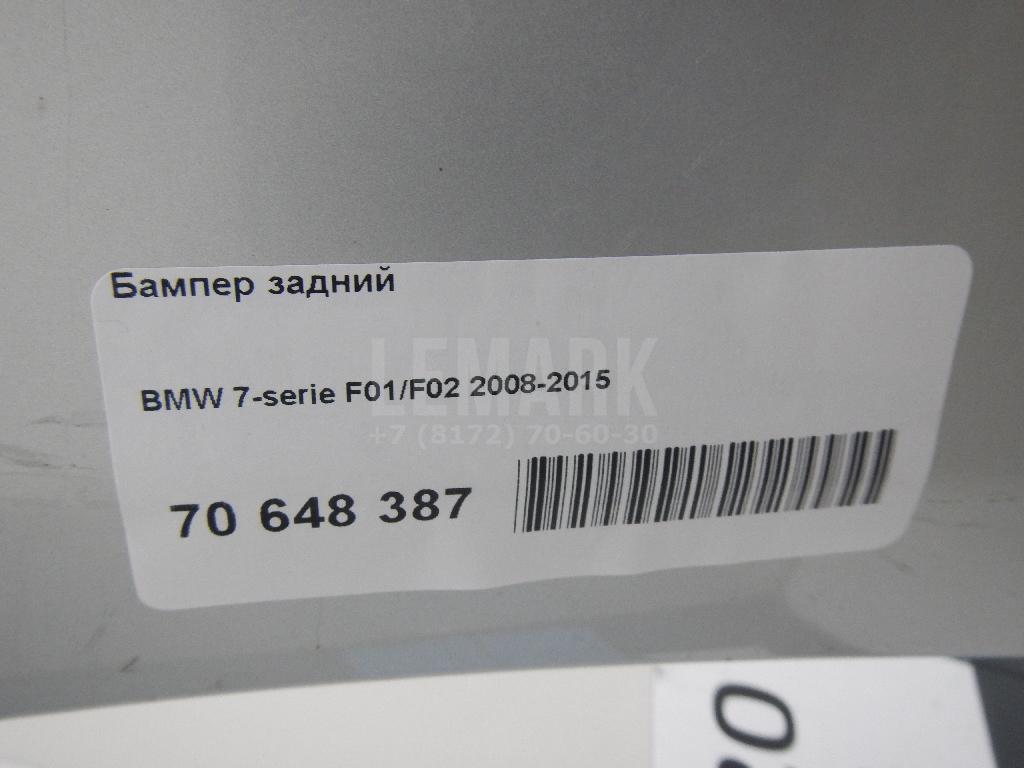 Бампер задний
LEMARK
BMW 7-serie F01/F02 2008-2015
+7 (8172) 70-60-30
70 648 387